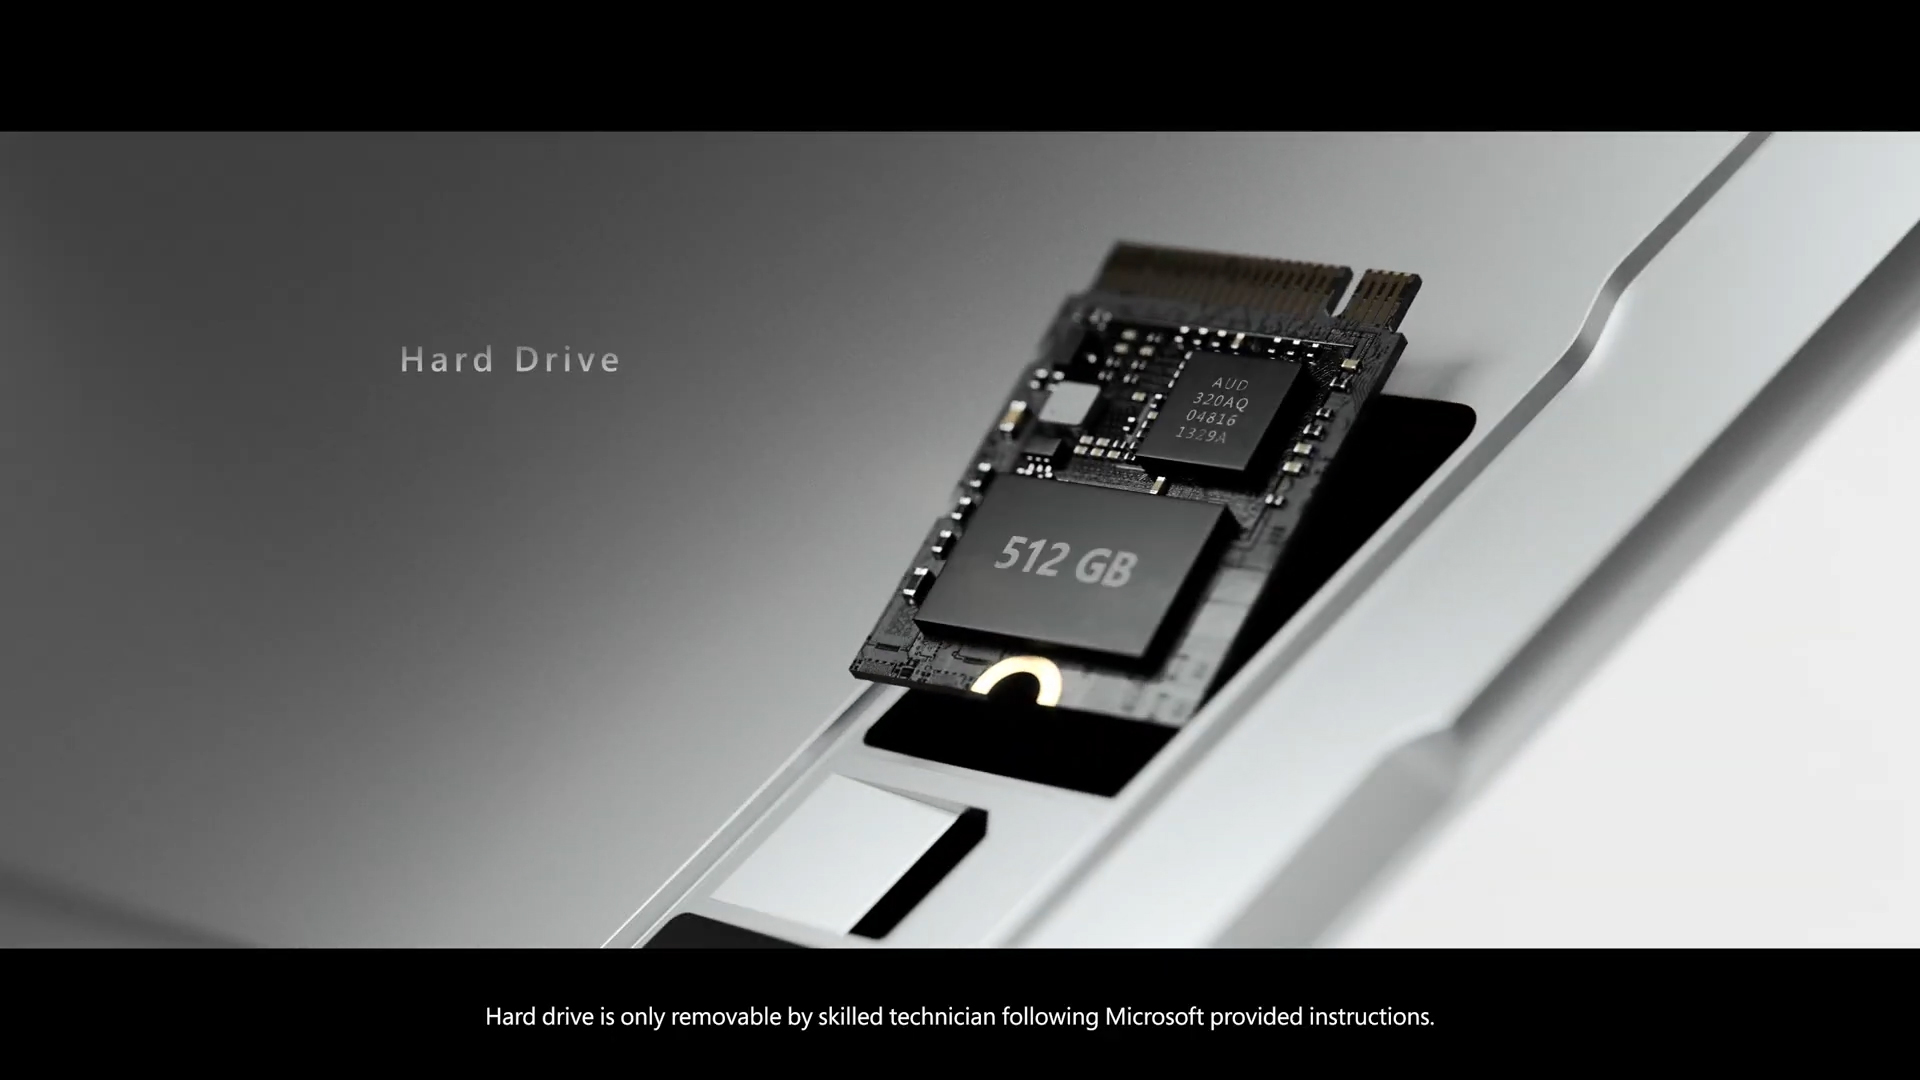 Hard Drive
AUD
320AQ
04816
1329A
512 GB
Hard drive is only removable by skilled technician following Microsoft provided instructions.